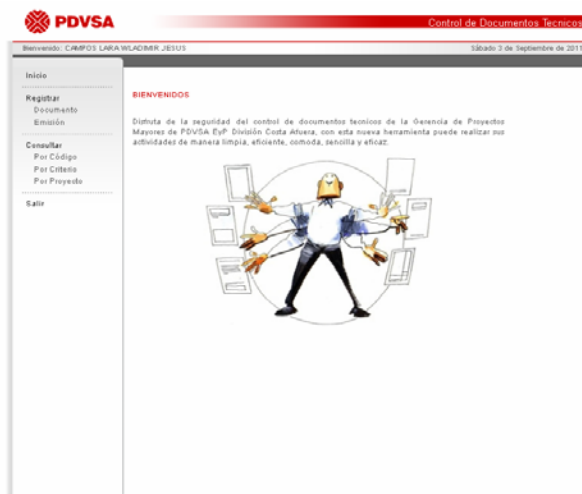 PDVSA
Control de Documentos Tecnicos
Bienvenido: CAMPOS LARA WLADIMIR JESUS
Sábado 3 de Septiembre de 2011
Inicio
Registrar
Documento
Emisión
Consultar
Por Código
Por Criterio
Por Proyecto
Salir
BIENVENIDOS
Disfruta de la seguridad del control de documentos tecnicos de la Gerencia de Proyectos
Mayores de PDVSA EyP División Costa Afuera, con esta nueva herramienta puede realizar sus
actividades de manera limpia, eficiente, comoda, sencilla y eficaz.